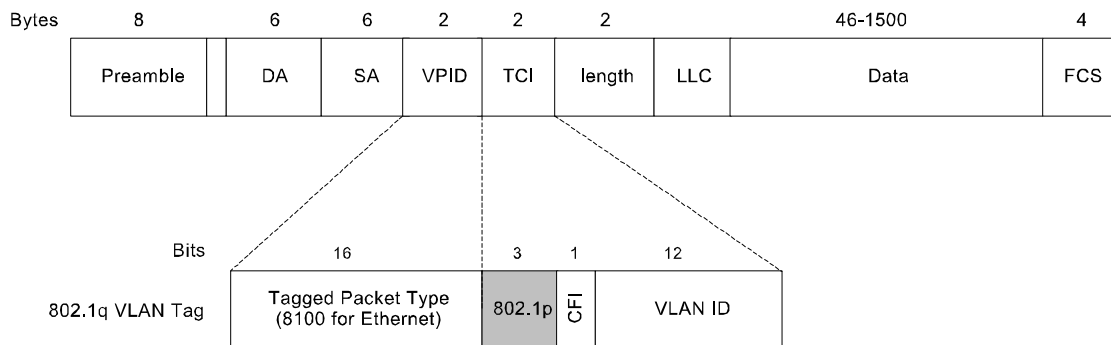 Bytes 8 6 6 2 2 2 46-1500 4
Preamble DA SA VPID TCI length LLC Data FCS
Bits 16 3 1 12
802.1q VLAN Tag Tagged Packet Type (8100 for Ethernet) 802.1p CFI VLAN ID